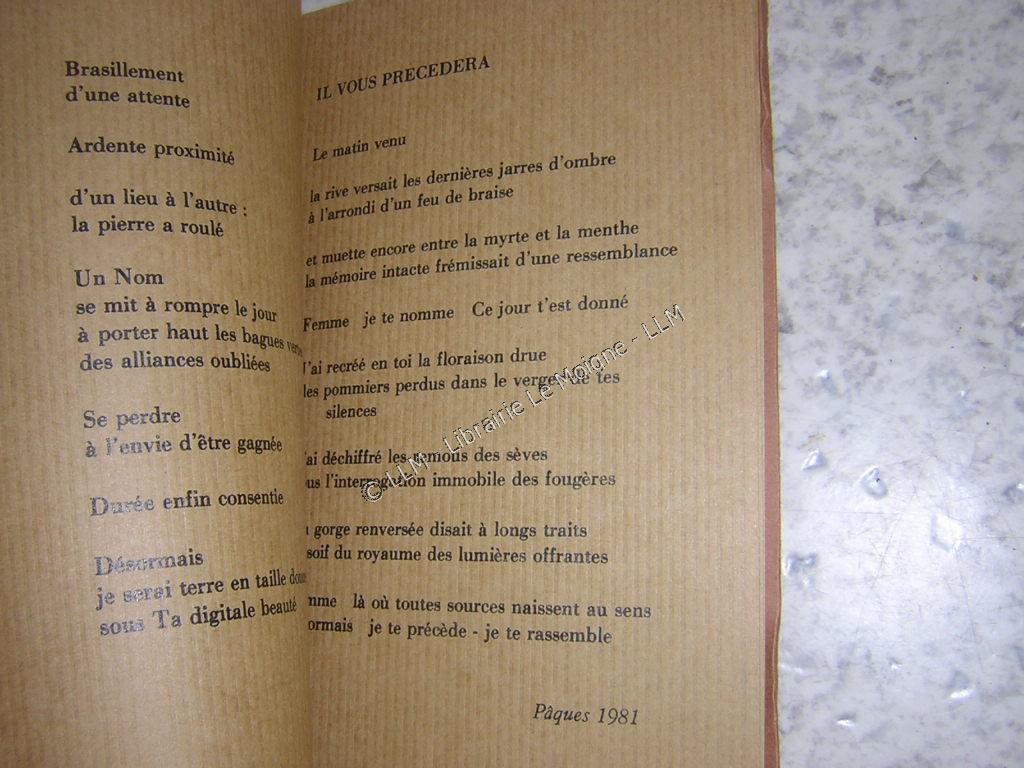 Brasillement
d'une attente
Ardente proximité
d'un lieu à l'autre :
la pierre a roulé
Un Nom
se mit à rompre le jour
à porter haut les bagues
des alliances oubliées
Se perdre
à l'envie d'être gagnée
Durée enfin consentie
Désormais
je serai terre en taille
sous Ta digitale beauté
IL VOUS PRECEDERA
Le matin venu
la rive versait les dernières jarres d'ombre
à l'arrondi d'un feu de braise
et muette encore entre la myrte et la menthe
la mémoire intacte frémissait d'une ressemblance
Femme je te nomme Ce jour t'est donné
J'ai recréé en toi la floraison drue
les pommiers perdus dans le verger de tes
silences
'ai déchiffré les remous des sèves
l'interrogation immobile des fougères
gorge renversée disait à longs traits
soif du royaume des lumières offrantes
là où toutes sources naissent au sens
je te précède - je te rassemble
Pâques 1981
© LLM - Librairie Le Moigne - LLM